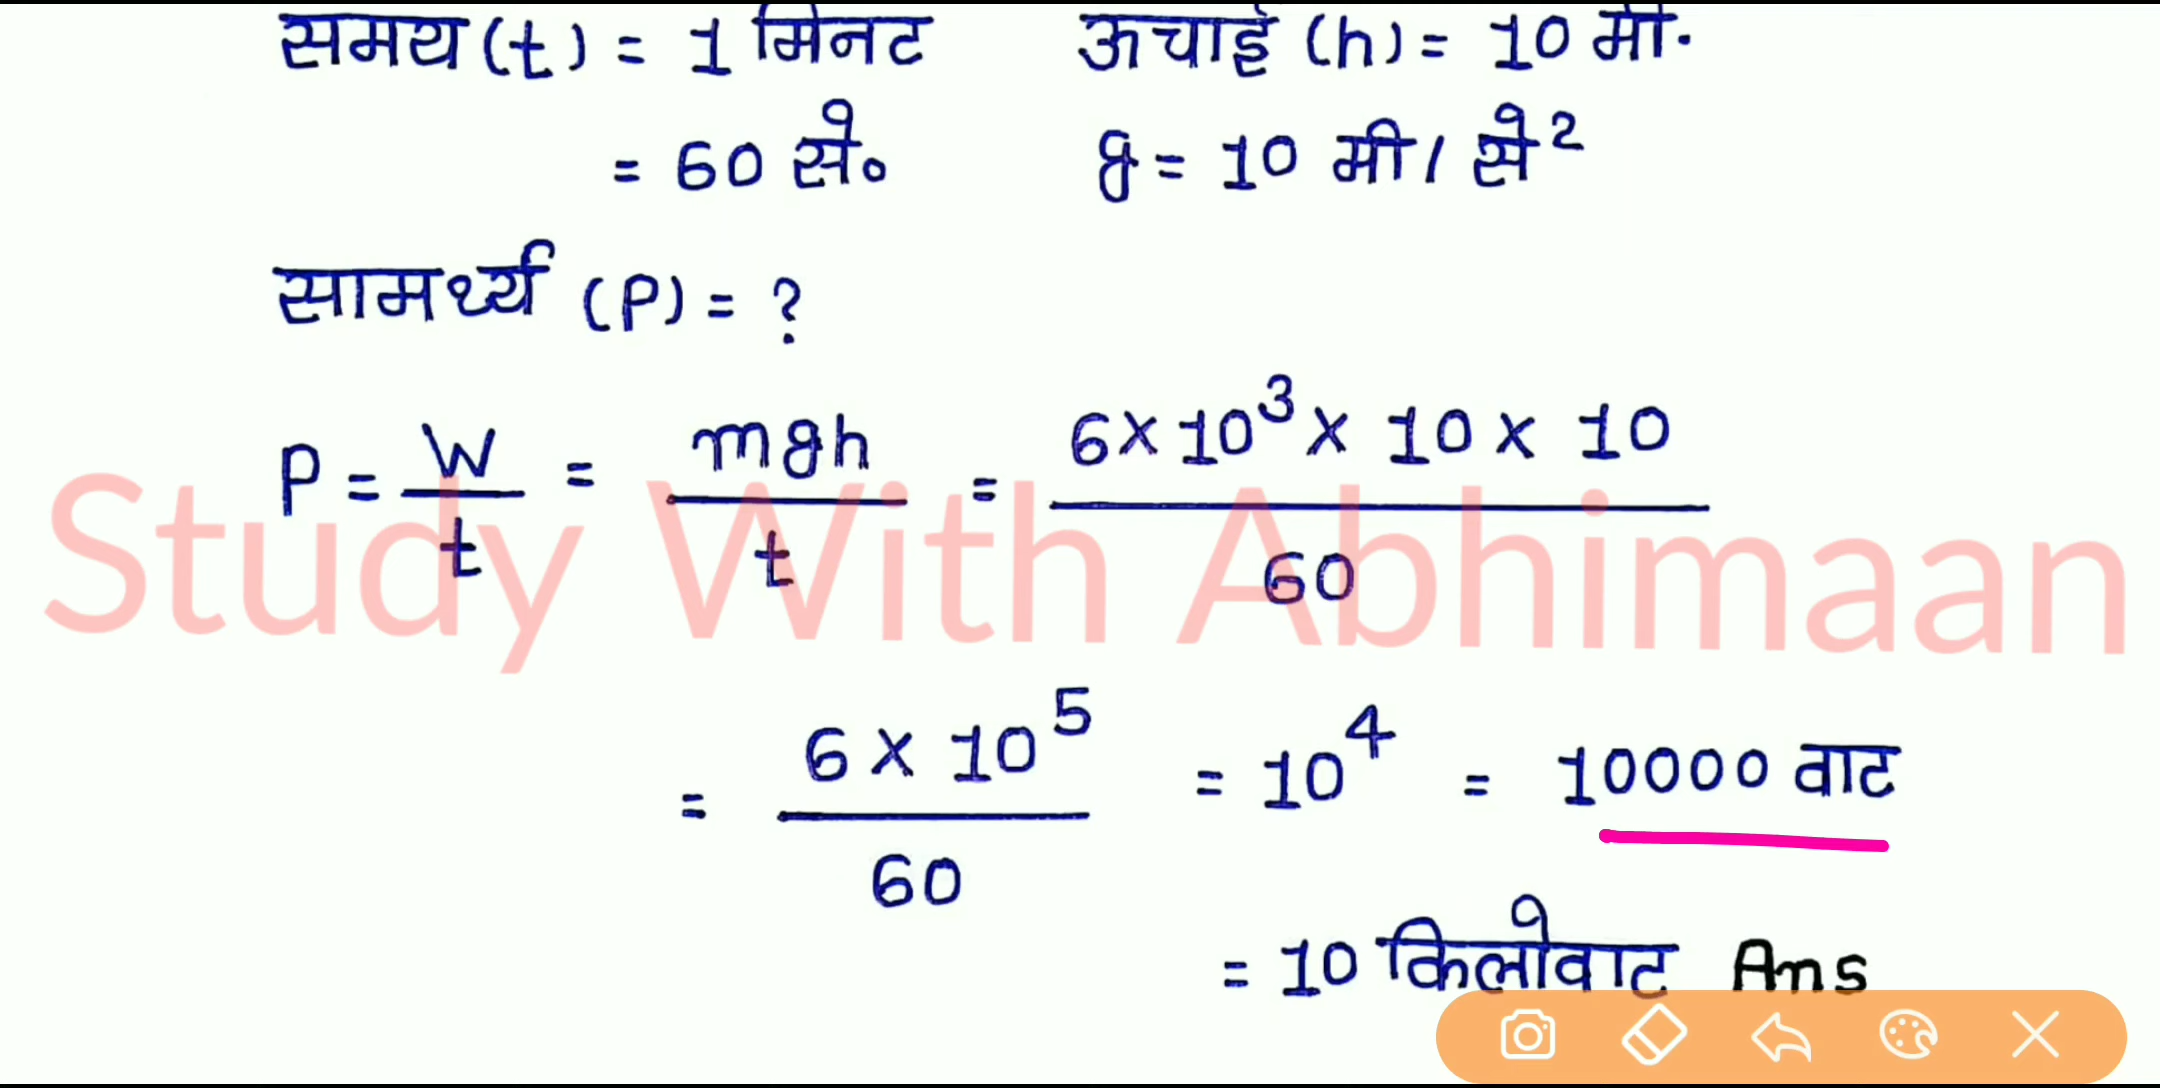 समय (t) = 1 मिनट ऊचाई (h) = 10 मी.
= 60 से० g = 10 मी / से²
सामर्थ्य (P) = ?
P = W/t = mgh/t = 6 × 10³ × 10 × 10 / 60
Study With Abhimaan
= 6 × 10⁵ / 60 = 10⁴ = 10000 वाट
= 10 किलोवाट Ans